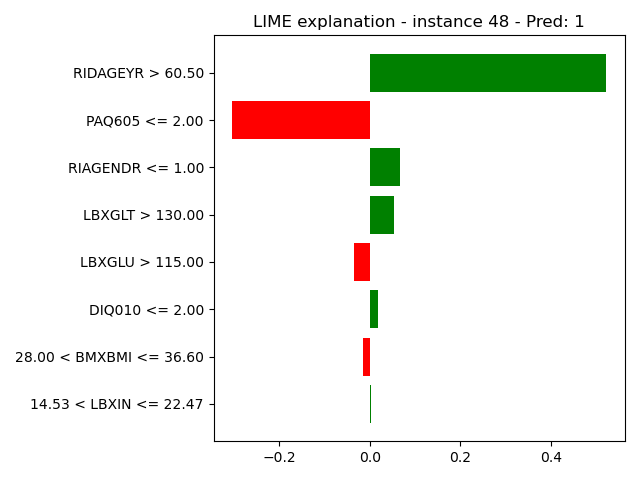 LIME explanation - instance 48 - Pred: 1
RIDAGEYR > 60.50
PAQ605 <= 2.00
RIAGENDR <= 1.00
LBXGLT > 130.00
LBXGLU > 115.00
DIQ010 <= 2.00
28.00 < BMXBMI <= 36.60
14.53 < LBXIN <= 22.47
−0.2 0.0 0.2 0.4